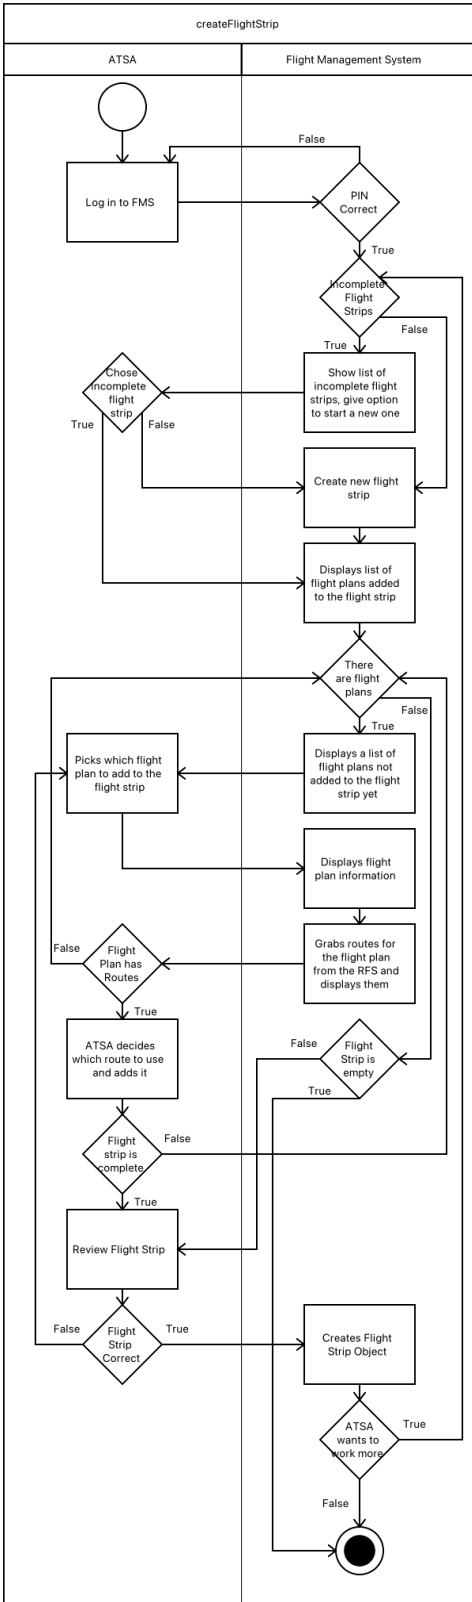 createFlightStrip
ATSA
Flight Management System
False
Log in to FMS
PIN
Correct
True
Incomplete
Flight
Strips
False
True
Show list of
incomplete flight
strips, give option
to start a new one
Chose
incomplete
flight
strip
True
False
Create new flight
strip
Displays list of
flight plans added
to the flight strip
There
are flight
plans
False
True
Picks which flight
plan to add to the
flight strip
Displays a list of
flight plans not
added to the flight
strip yet
Displays flight
plan information
Grabs routes for
the flight plan
from the RFS and
displays them
False
Flight
Plan has
Routes
True
ATSA decides
which route to use
and adds it
False
Flight
Strip is
empty
True
Flight
strip is
complete
False
True
Review Flight Strip
False
Flight
Strip
Correct
True
Creates Flight
Strip Object
ATSA
wants to
work more
True
False